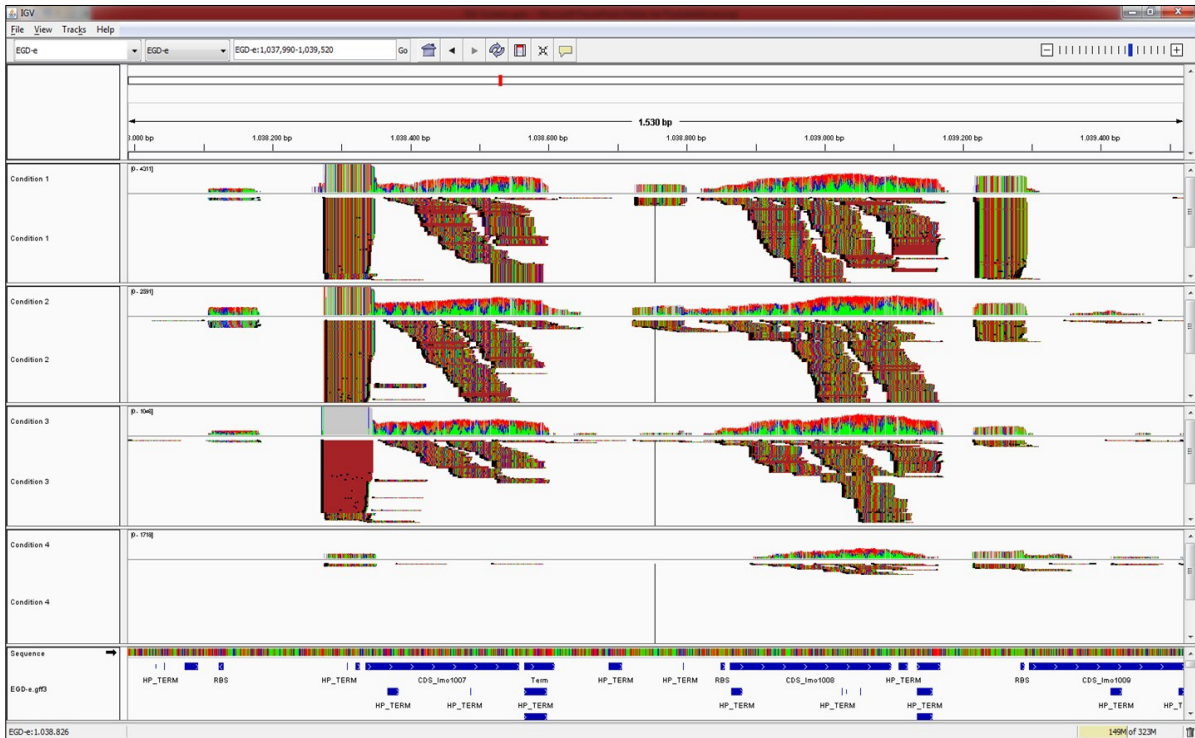 IGV
File View Tracks Help
EGD-e EGD-e EGD-e:1,037,990-1,039,520 Go
1.530 bp
1.038.200 bp 1.038.400 bp 1.038.600 bp 1.038.800 bp 1.039.000 bp 1.039.200 bp 1.039.400 bp
Condition 1
Condition 1
Condition 2
Condition 2
Condition 3
Condition 3
[0 - 1718]
Condition 4
Condition 4
Sequence
EGD-e.gff3
HP_TERM RBS HP_TERM CDS_lmo1007 Term HP_TERM HP_TERM RBS CDS_lmo1008 HP_TERM RBS CDS_lmo1009
HP_TERM HP_TERM HP_TERM HP_TERM HP_TERM HP_TERM HP_TERM HP_T
EGD-e:1.038.826 149M of 323M